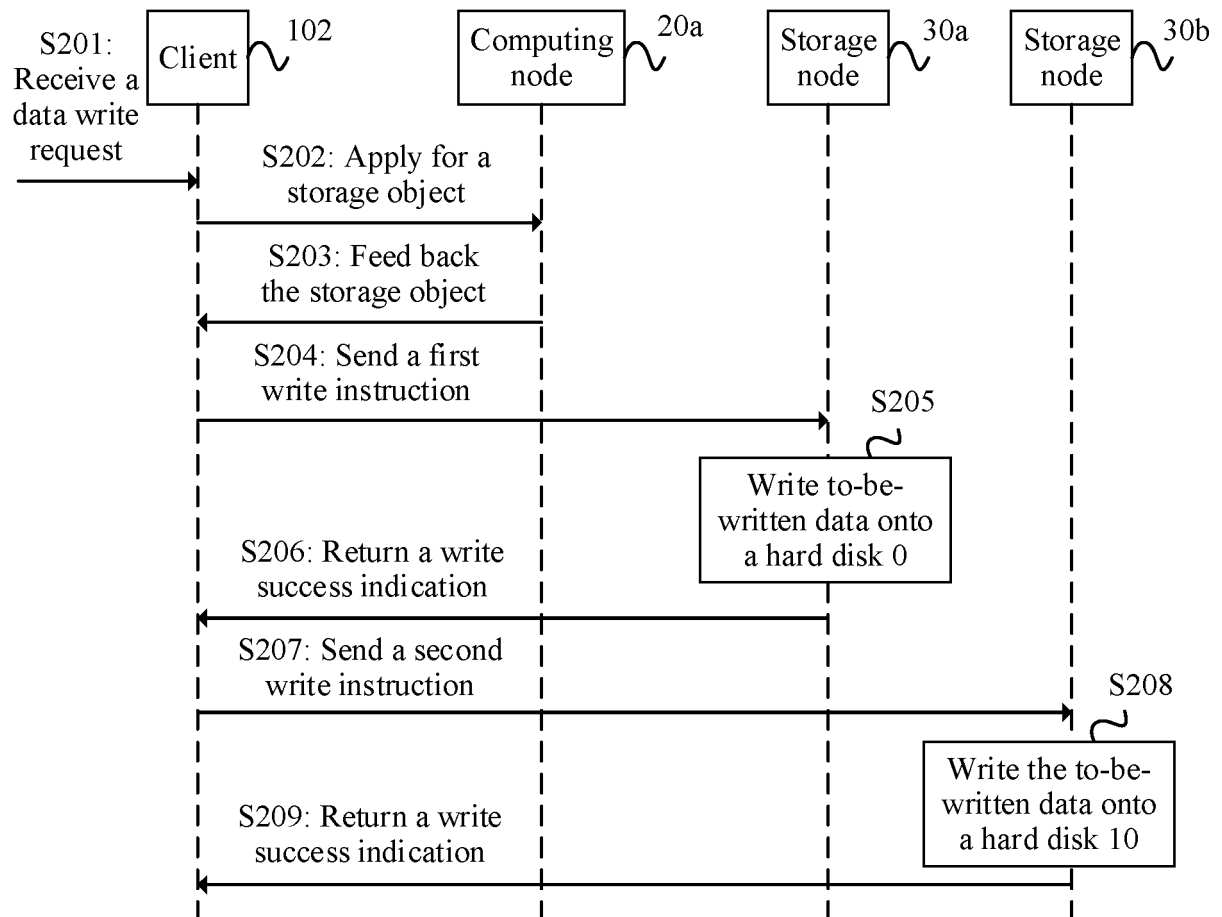 S201:
Receive a
data write
request
Client
102
Computing
node
20a
Storage
node
30a
Storage
node
30b
S202: Apply for a
storage object
S203: Feed back
the storage object
S204: Send a first
write instruction
S205
Write to-be-
written data onto
a hard disk 0
S206: Return a write
success indication
S207: Send a second
write instruction
S208
Write the to-be-
written data onto
a hard disk 10
S209: Return a write
success indication